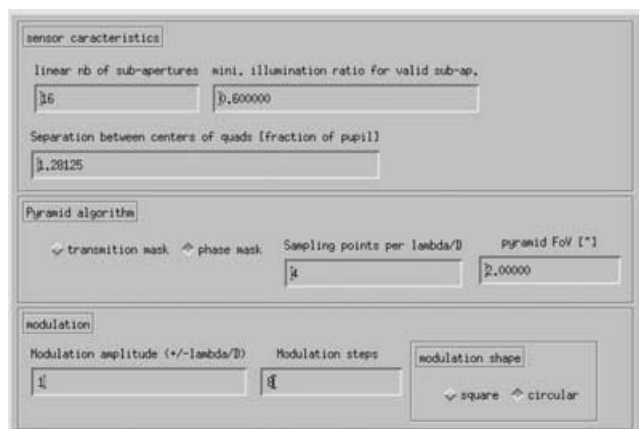 sensor caracteristics
linear nb of sub-apertures
mini. illumination ratio for valid sub-ap.
16
0.600000
Separation between centers of quads [fraction of pupil]
1.28125
Pyramid algorithm
transmition mask
phase mask
Sampling points per lambda/D
pyramid FoV ["]
4
2.00000
modulation
Modulation amplitude (+/-lambda/D)
Modulation steps
modulation shape
1
8
square
circular